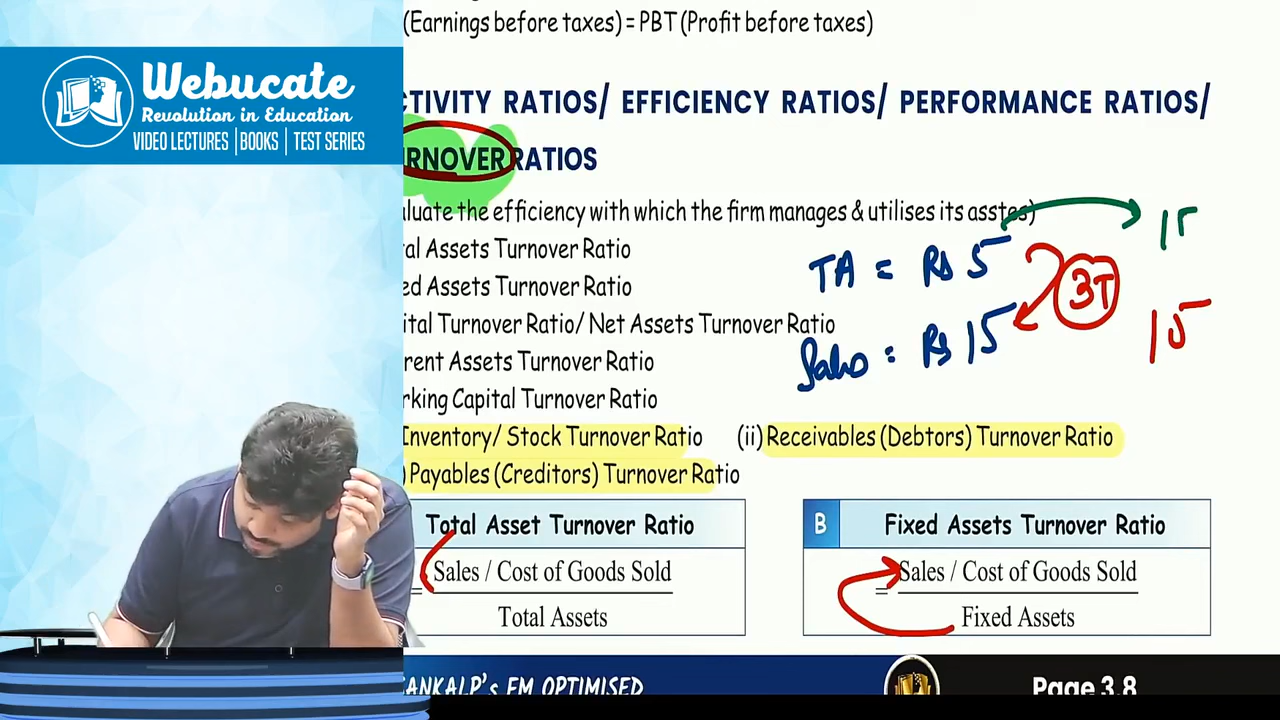 (Earnings before taxes) = PBT (Profit before taxes)
Webucate
Revolution in Education
VIDEO LECTURES | BOOKS | TEST SERIES
CTIVITY RATIOS/ EFFICIENCY RATIOS/ PERFORMANCE RATIOS/
RNOVER RATIOS
aluate the efficiency with which the firm manages & utilises its asstes)
15
tal Assets Turnover Ratio
TA = Rs 5
ed Assets Turnover Ratio
3T
ital Turnover Ratio/ Net Assets Turnover Ratio
15
Sales = Rs 15
rent Assets Turnover Ratio
rking Capital Turnover Ratio
Inventory/ Stock Turnover Ratio (ii) Receivables (Debtors) Turnover Ratio
) Payables (Creditors) Turnover Ratio
Total Asset Turnover Ratio
= Sales / Cost of Goods Sold
Total Assets
B Fixed Assets Turnover Ratio
= Sales / Cost of Goods Sold
Fixed Assets
SANKALP's FM OPTIMISED
Page 3.8